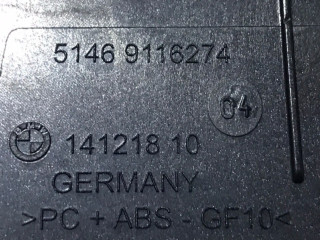 5146 9116274
04
141218 10
GERMANY
>PC + ABS - GF10<